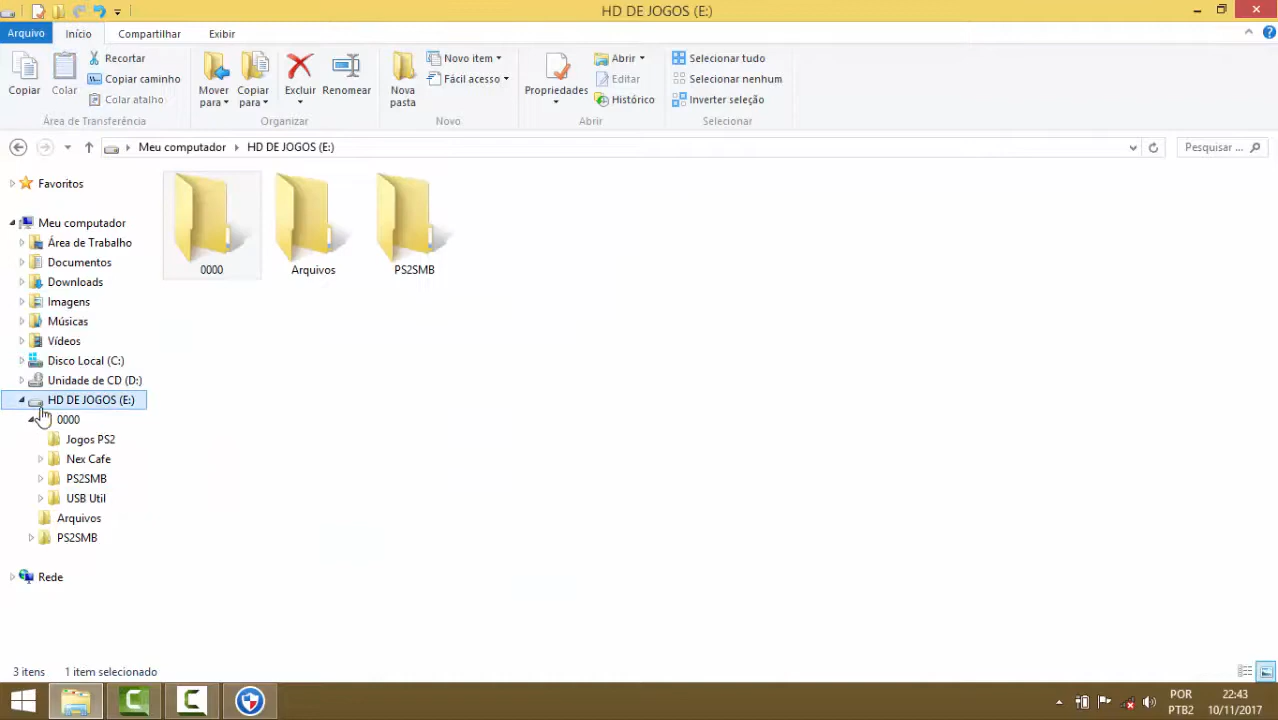 HD DE JOGOS (E:)
Arquivo Início Compartilhar Exibir
Copiar
Colar
Recortar
Copiar caminho
Colar atalho
Área de Transferência
Mover para
Copiar para
Excluir
Renomear
Organizar
Nova pasta
Novo item
Fácil acesso
Novo
Propriedades
Abrir
Editar
Histórico
Abrir
Selecionar tudo
Selecionar nenhum
Inverter seleção
Selecionar
Meu computador HD DE JOGOS (E:)
Pesquisar ...
Favoritos
Meu computador
Área de Trabalho
Documentos
Downloads
Imagens
Músicas
Vídeos
Disco Local (C:)
Unidade de CD (D:)
HD DE JOGOS (E:)
0000
Jogos PS2
Nex Cafe
PS2SMB
USB Util
Arquivos
PS2SMB
Rede
0000
Arquivos
PS2SMB
3 itens 1 item selecionado
POR
PTB2
22:43
10/11/2017